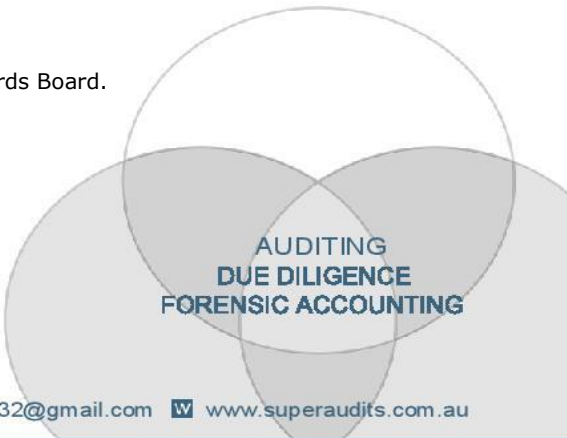 rds Board.
AUDITING
DUE DILIGENCE
FORENSIC ACCOUNTING
32@gmail.com W www.superaudits.com.au